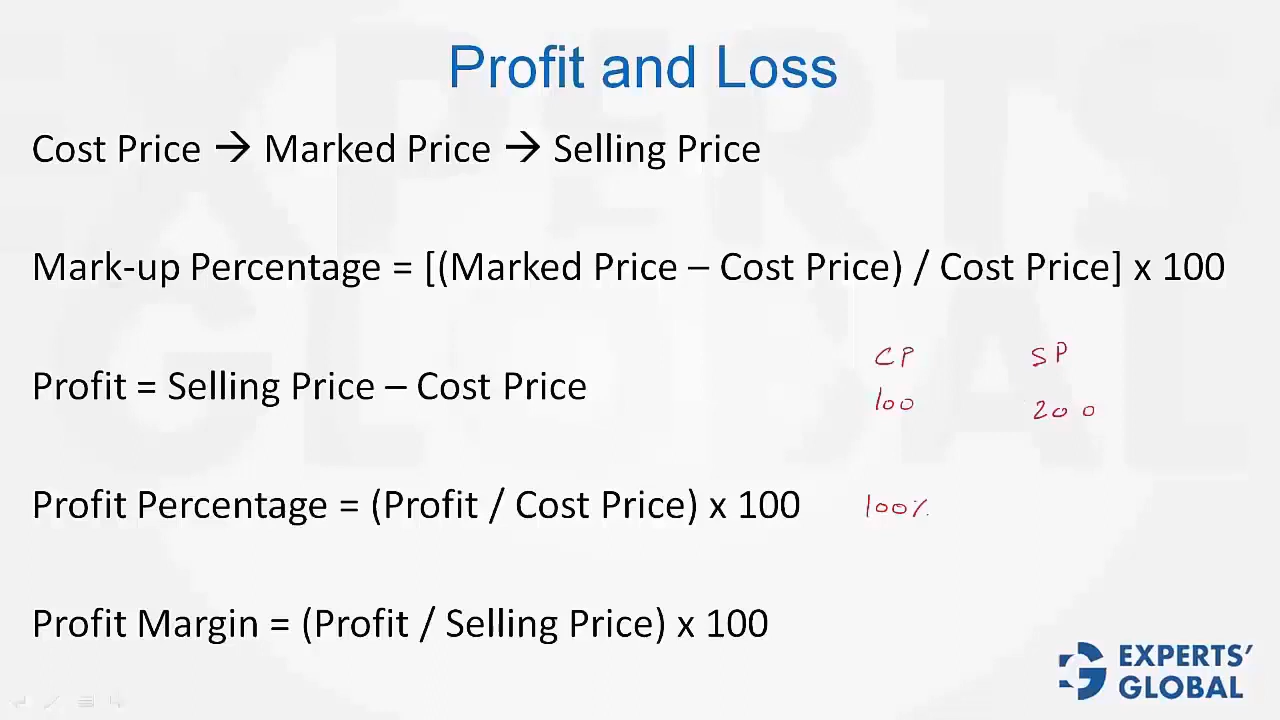 Profit and Loss
Cost Price → Marked Price → Selling Price
Mark-up Percentage = [(Marked Price – Cost Price) / Cost Price] x 100
CP SP
Profit = Selling Price – Cost Price 100 200
Profit Percentage = (Profit / Cost Price) x 100 100%
Profit Margin = (Profit / Selling Price) x 100
EXPERTS’
GLOBAL